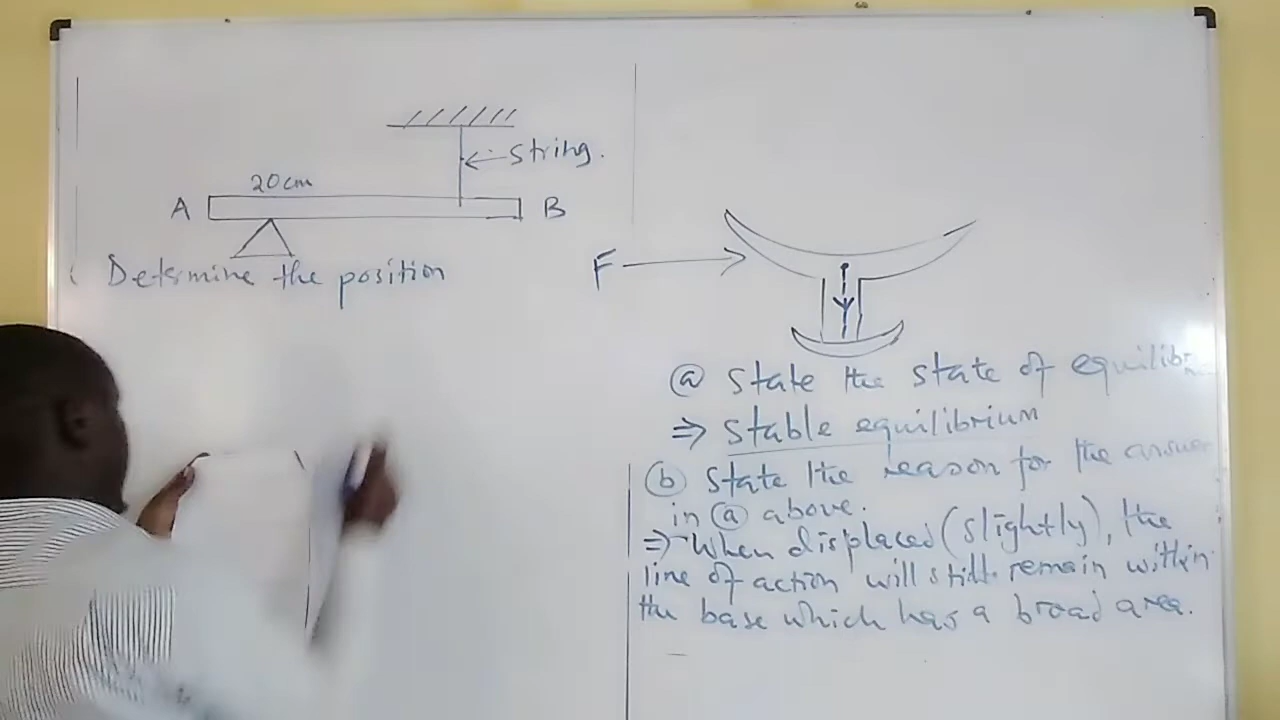 string.
20cm
A
B
Determine the position
F
(a) State the state of
⇒ Stable equilibrium
(b) State the reason for the answer
in (a) above.
⇒ When displaced (slightly), the
line of action will still remain within
the base which has a broad area.